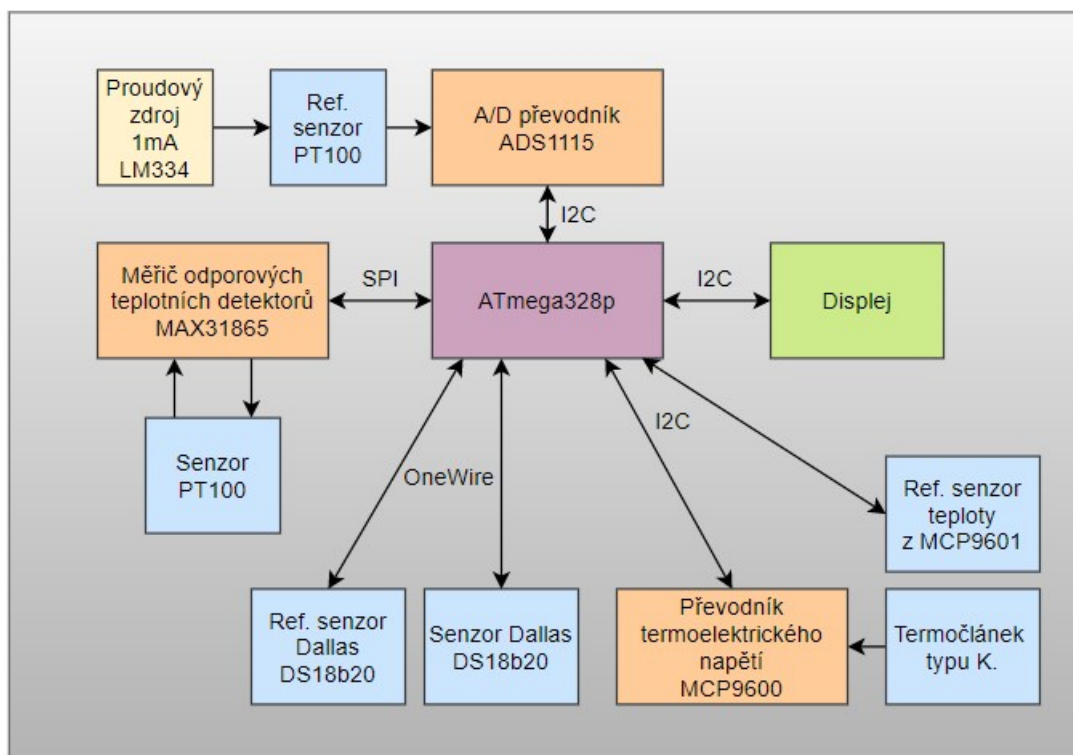 Proudový
zdroj
1mA
LM334
Ref.
senzor
PT100
A/D převodník
ADS1115
I2C
Měřič odporových
teplotních detektorů
MAX31865
SPI
ATmega328p
I2C
Displej
Senzor
PT100
OneWire
I2C
Ref. senzor
teploty
z MCP9601
Ref. senzor
Dallas
DS18b20
Senzor Dallas
DS18b20
Převodník
termoelektrického
napětí
MCP9600
Termočlánek
typu K.